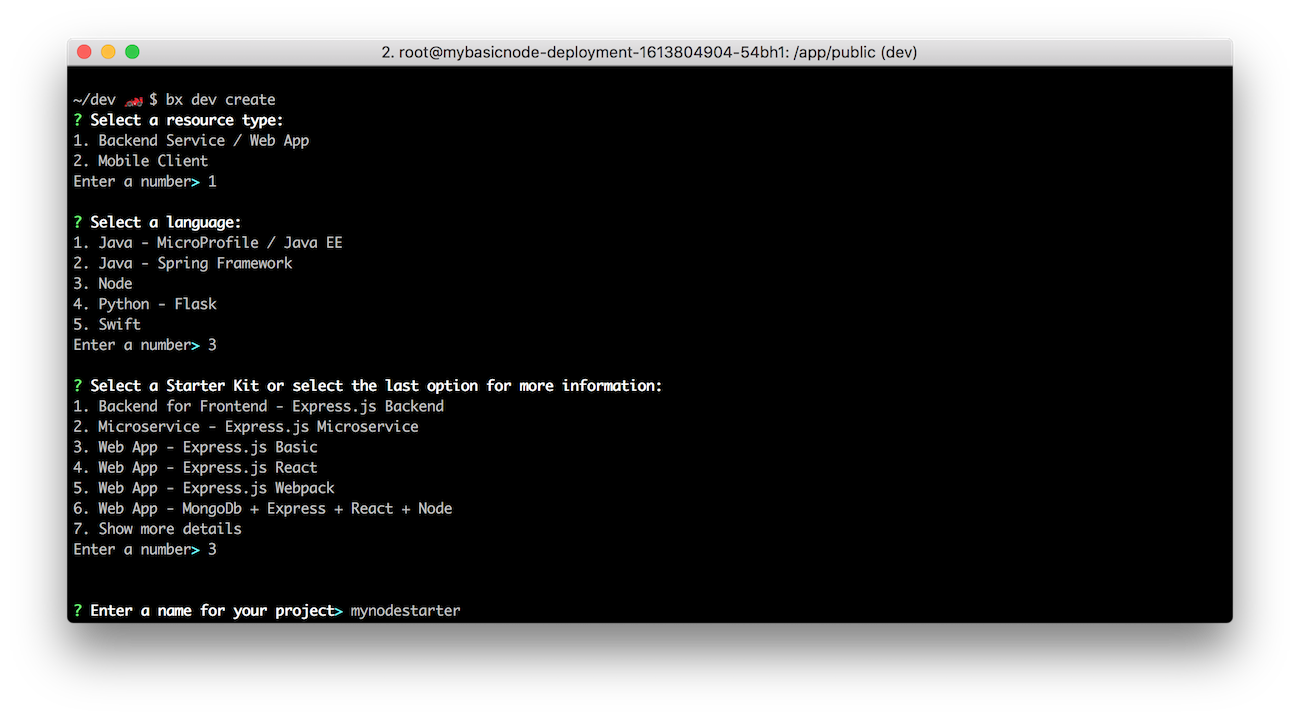 2. root@mybasicnode-deployment-1613804904-54bh1: /app/public (dev)
~/dev 🏎 $ bx dev create
? Select a resource type:
1. Backend Service / Web App
2. Mobile Client
Enter a number> 1
? Select a language:
1. Java - MicroProfile / Java EE
2. Java - Spring Framework
3. Node
4. Python - Flask
5. Swift
Enter a number> 3
? Select a Starter Kit or select the last option for more information:
1. Backend for Frontend - Express.js Backend
2. Microservice - Express.js Microservice
3. Web App - Express.js Basic
4. Web App - Express.js React
5. Web App - Express.js Webpack
6. Web App - MongoDb + Express + React + Node
7. Show more details
Enter a number> 3
? Enter a name for your project> mynodestarter